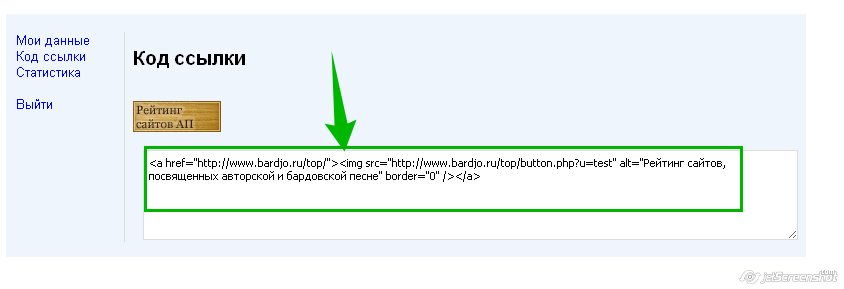 Мои данные
Код ссылки
Статистика
Выйти
Код ссылки
Рейтинг
сайтов АП
<a href="http://www.bardjo.ru/top/"><img src="http://www.bardjo.ru/top/button.php?u=test" alt="Рейтинг сайтов,
посвященных авторской и бардовской песне" border="0" /></a>
jetScreenshot